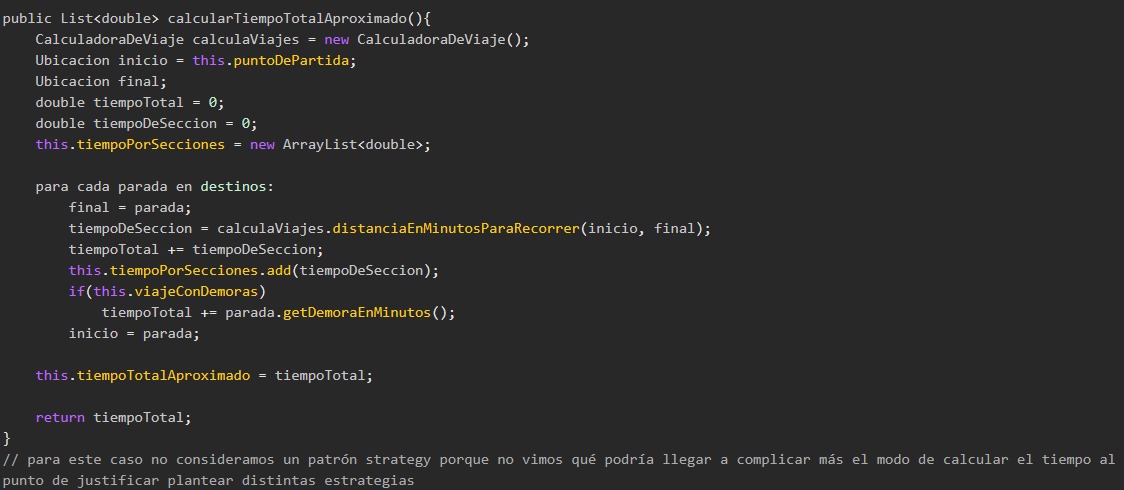 public List<double> calcularTiempoTotalAproximado(){
    CalculadoraDeViaje calculaViajes = new CalculadoraDeViaje();
    Ubicacion inicio = this.puntoDePartida;
    Ubicacion final;
    double tiempoTotal = 0;
    double tiempoDeSeccion = 0;
    this.tiempoPorSecciones = new ArrayList<double>;

    para cada parada en destinos:
        final = parada;
        tiempoDeSeccion = calculaViajes.distanciaEnMinutosParaRecorrer(inicio, final);
        tiempoTotal += tiempoDeSeccion;
        this.tiempoPorSecciones.add(tiempoDeSeccion);
        if(this.viajeConDemoras)
            tiempoTotal += parada.getDemoraEnMinutos();
        inicio = parada;

    this.tiempoTotalAproximado = tiempoTotal;

    return tiempoTotal;
}
// para este caso no consideramos un patrón strategy porque no vimos qué podría llegar a complicar más el modo de calcular el tiempo al
punto de justificar plantear distintas estrategias